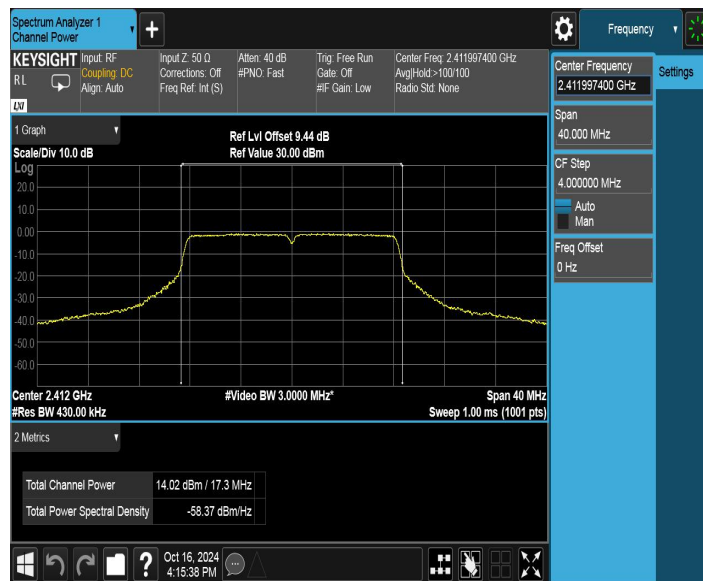 Spectrum Analyzer 1
Channel Power
+
Frequency
KEYSIGHT
RL
LXI
Input: RF
Coupling: DC
Align: Auto
Input Z: 50 Ω
Corrections: Off
Freq Ref: Int (S)
Atten: 40 dB
#PNO: Fast
Trig: Free Run
Gate: Off
#IF Gain: Low
Center Freq: 2.411997400 GHz
Avg|Hold:>100/100
Radio Std: None
Center Frequency
2.411997400 GHz
Settings
Span
40.000 MHz
CF Step
4.000000 MHz
Auto
Man
Freq Offset
0 Hz
1 Graph
Scale/Div 10.0 dB
Ref Lvl Offset 9.44 dB
Ref Value 30.00 dBm
Log
20.0
10.0
0.00
-10.0
-20.0
-30.0
-40.0
-50.0
-60.0
Center 2.412 GHz
#Res BW 430.00 kHz
#Video BW 3.0000 MHz*
Span 40 MHz
Sweep 1.00 ms (1001 pts)
2 Metrics
Total Channel Power 14.02 dBm / 17.3 MHz
Total Power Spectral Density -58.37 dBm/Hz
?
Oct 16, 2024
4:15:38 PM